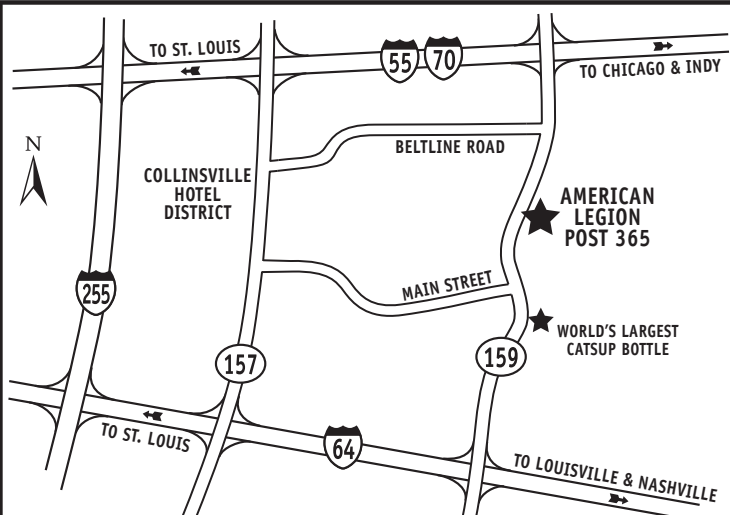 TO ST. LOUIS
55
70
TO CHICAGO & INDY
N
BELTLINE ROAD
COLLINSVILLE
HOTEL
DISTRICT
AMERICAN
LEGION
POST 365
255
MAIN STREET
WORLD'S LARGEST
CATSUP BOTTLE
157
159
TO ST. LOUIS
64
TO LOUISVILLE & NASHVILLE